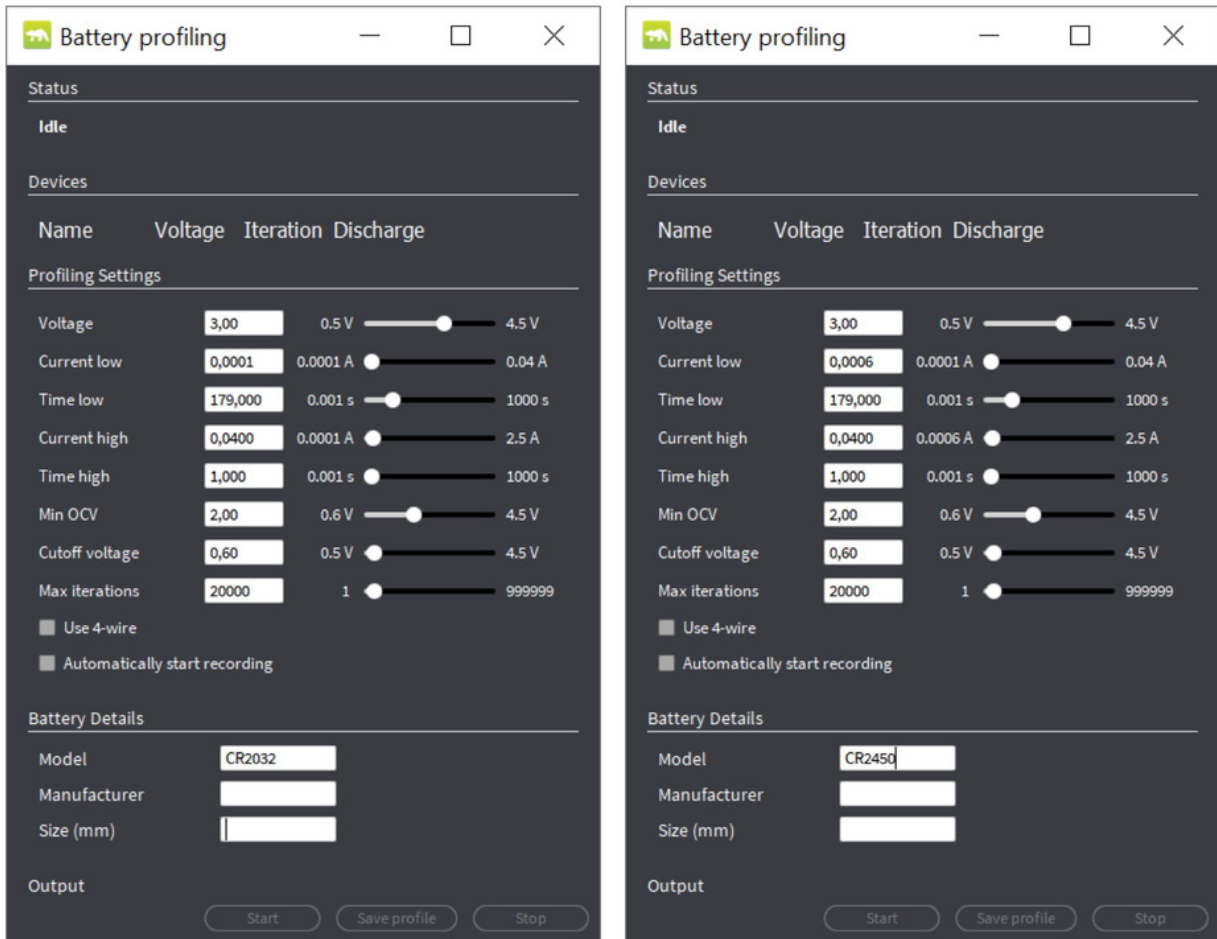 Battery profiling
Status
Idle
Devices
Name Voltage Iteration Discharge
Profiling Settings
Voltage 3,00 0.5 V 4.5 V
Current low 0,0001 0.0001 A 0.04 A
Time low 179,000 0.001 s 1000 s
Current high 0,0400 0.0001 A 2.5 A
Time high 1,000 0.001 s 1000 s
Min OCV 2,00 0.6 V 4.5 V
Cutoff voltage 0,60 0.5 V 4.5 V
Max iterations 20000 1 999999
Use 4-wire
Automatically start recording
Battery Details
Model CR2032
Manufacturer
Size (mm)
Output
Start Save profile Stop
Battery profiling
Status
Idle
Devices
Name Voltage Iteration Discharge
Profiling Settings
Voltage 3,00 0.5 V 4.5 V
Current low 0,0006 0.0001 A 0.04 A
Time low 179,000 0.001 s 1000 s
Current high 0,0400 0.0006 A 2.5 A
Time high 1,000 0.001 s 1000 s
Min OCV 2,00 0.6 V 4.5 V
Cutoff voltage 0,60 0.5 V 4.5 V
Max iterations 20000 1 999999
Use 4-wire
Automatically start recording
Battery Details
Model CR2450
Manufacturer
Size (mm)
Output
Start Save profile Stop